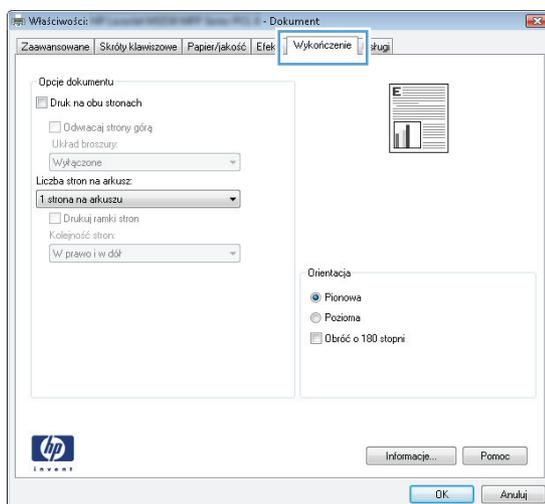 Właściwości: - Dokument
Zaawansowane Skróty klawiszowe Papier/jakość Efek Wykończenie sługi
Opcje dokumentu
Druk na obu stronach
Odwracaj strony górą
Układ broszury:
Wyłączone
Liczba stron na arkusz:
1 strona na arkuszu
Drukuj ramki stron
Kolejność stron:
W prawo i w dół
E
Orientacja
Pionowa
Pozioma
Obróć o 180 stopni
hp
invent
Informacje... Pomoc
OK Anuluj